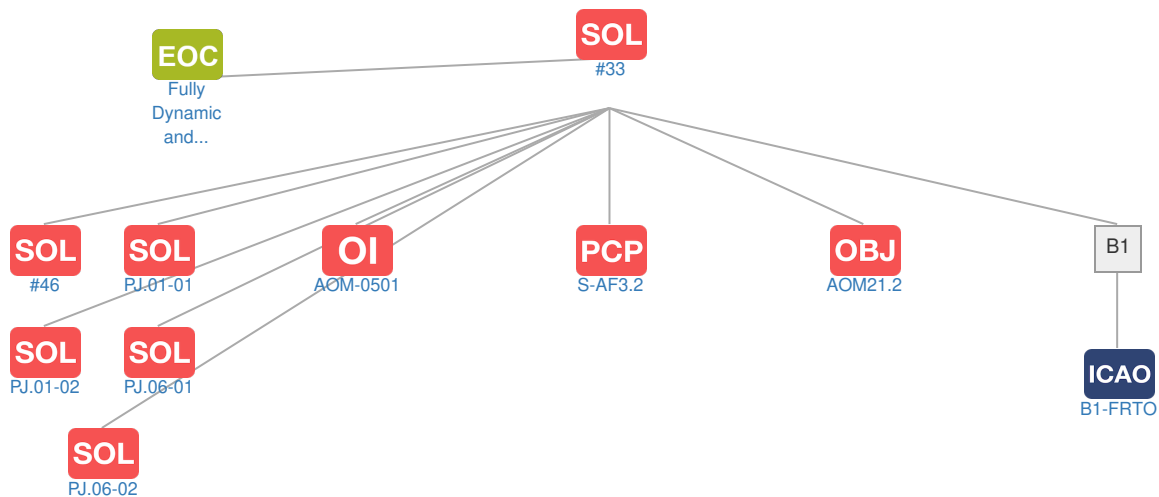 EOC
Fully
Dynamic
and...
SOL
#33
SOL
#46
SOL
PJ.01-01
OI
AOM-0501
PCP
S-AF3.2
OBJ
AOM21.2
B1
SOL
PJ.01-02
SOL
PJ.06-01
ICAO
B1-FRTO
SOL
PJ.06-02